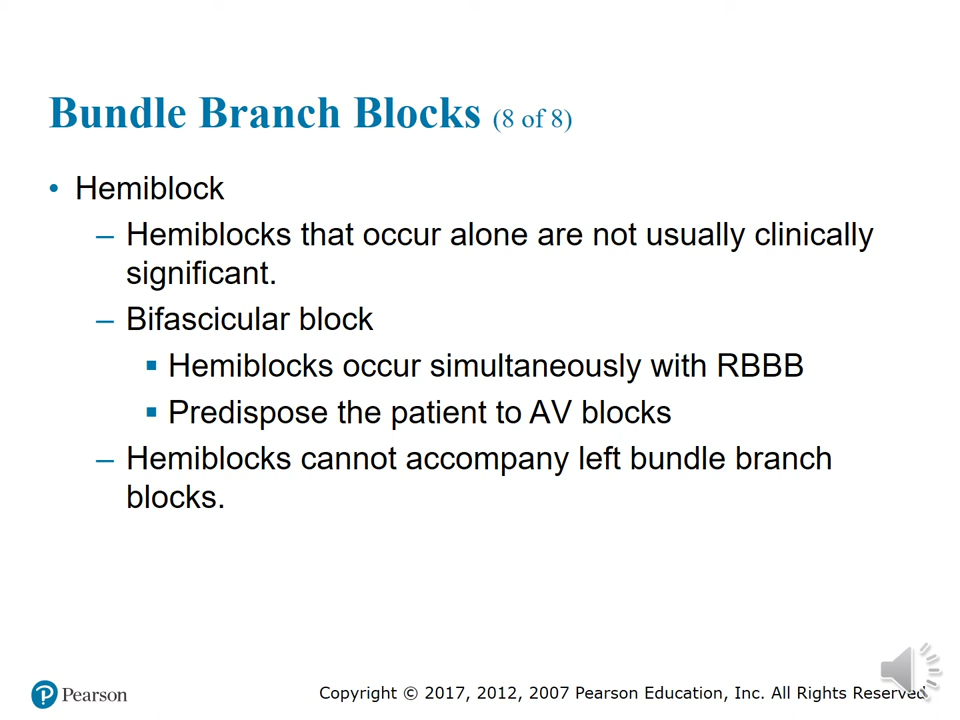 Bundle Branch Blocks (8 of 8)
• Hemiblock
– Hemiblocks that occur alone are not usually clinically
significant.
– Bifascicular block
▪ Hemiblocks occur simultaneously with RBBB
▪ Predispose the patient to AV blocks
– Hemiblocks cannot accompany left bundle branch
blocks.
Pearson
Copyright © 2017, 2012, 2007 Pearson Education, Inc. All Rights Reserved